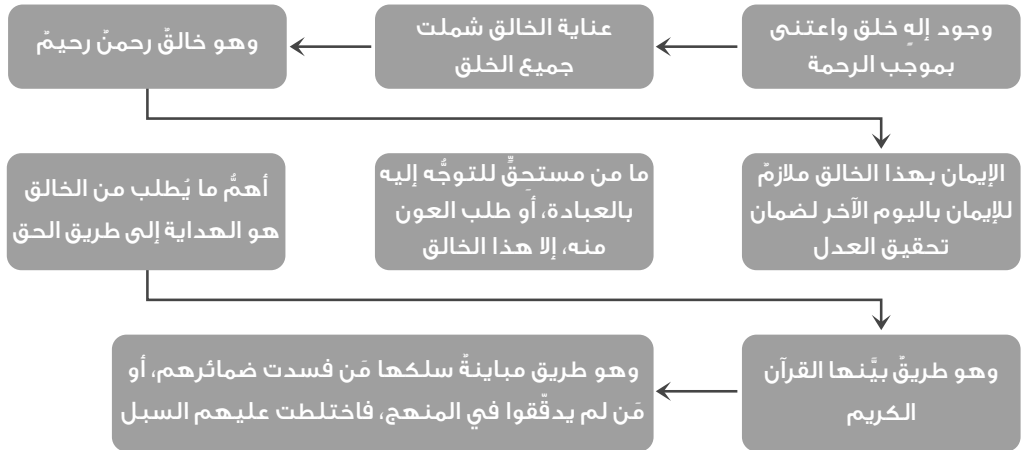 وجود إلهٍ خلق واعتنى
بموجب الرحمة
عناية الخالق شملت
جميع الخلق
وهو خالقٌ رحمنٌ رحيمٌ
الإيمان بهذا الخالق ملازمٌ
للإيمان باليوم الآخر لضمان
تحقيق العدل
ما من مستحقٍّ للتوجُّه إليه
بالعبادة، أو طلب العون
منه، إلا هذا الخالق
أهمُّ ما يُطلب من الخالق
هو الهداية إلى طريق الحق
وهو طريقٌ بيَّنها القرآن
الكريم
وهو طريق مباينةٌ سلكها مَن فسدت ضمائرهم، أو
مَن لم يدقّقوا في المنهج، فاختلطت عليهم السبل